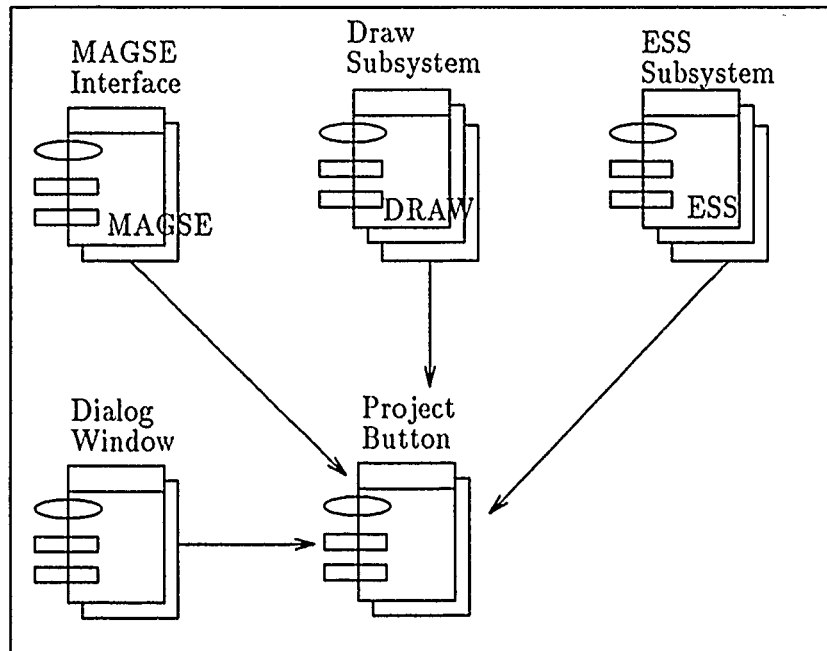 MAGSE
Interface
Draw
Subsystem
ESS
Subsystem
MAGSE
DRAW
ESS
Dialog
Window
Project
Button